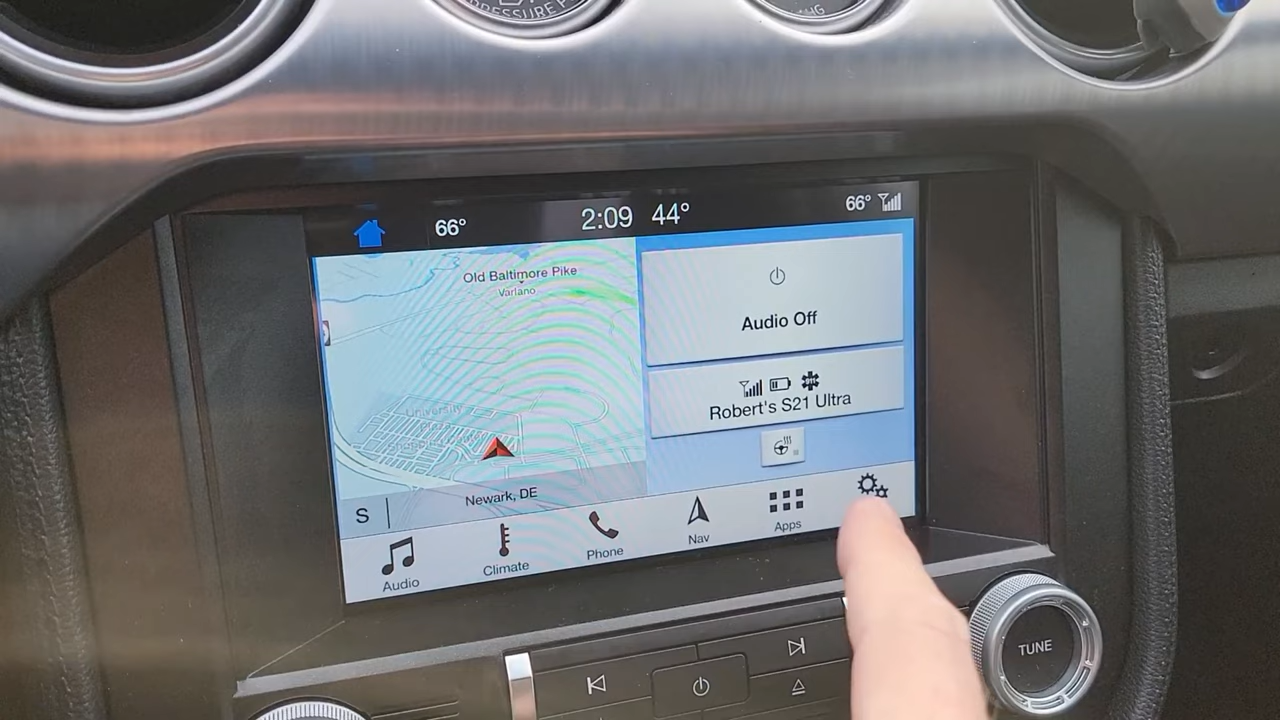 PRESSURE
66°
2:09
44°
66°
Old Baltimore Pike
Varlano
University
Newark, DE
S
Audio Off
Robert's S21 Ultra
Audio
Climate
Phone
Nav
Apps
TUNE